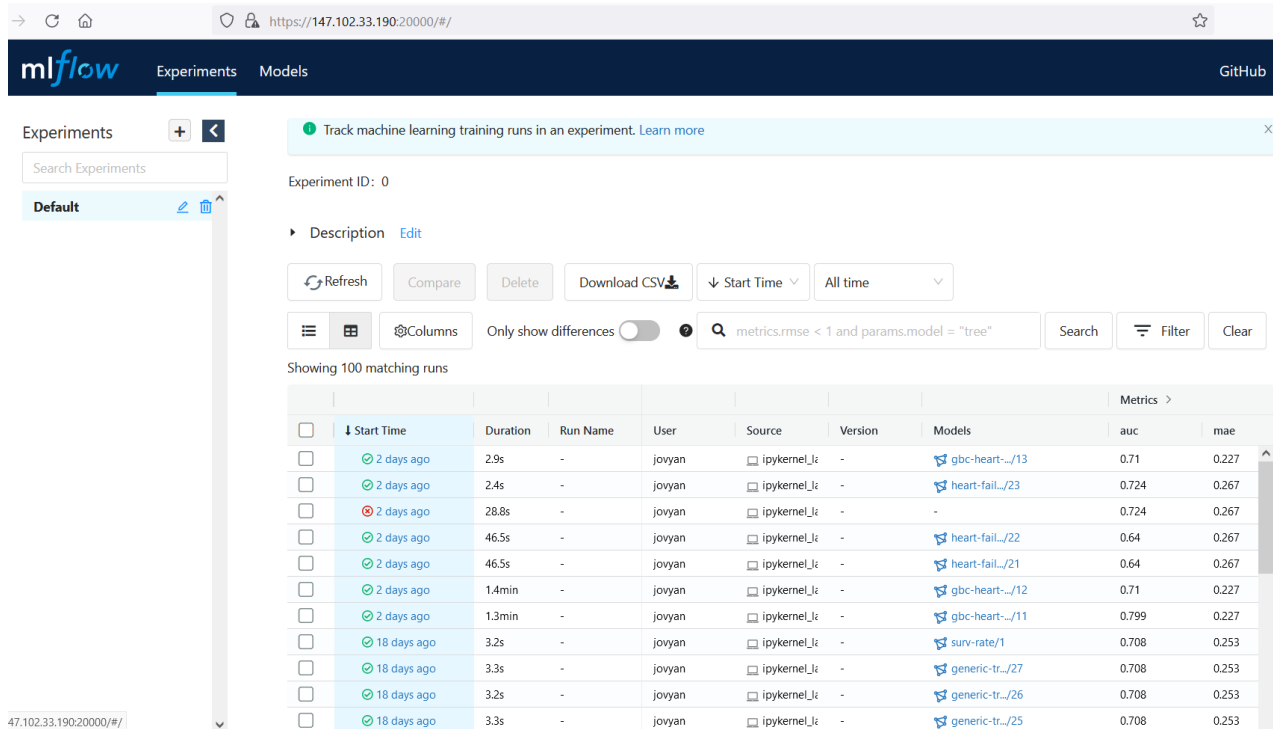 https://147.102.33.190:20000/#/
mlflow Experiments Models GitHub
Experiments +
Track machine learning training runs in an experiment. Learn more X
Search Experiments
Experiment ID: 0
Default
Description Edit
Refresh Compare Delete Download CSV Start Time All time
Columns Only show differences ? metrics.rmse < 1 and params.model = "tree" Search Filter Clear
Showing 100 matching runs
Metrics >
Start Time Duration Run Name User Source Version Models auc mae
2 days ago 2.9s - jovyan ipykernel_la - gbc-heart-.../13 0.71 0.227
2 days ago 2.4s - jovyan ipykernel_la - heart-fail.../23 0.724 0.267
2 days ago 28.8s - jovyan ipykernel_la - - 0.724 0.267
2 days ago 46.5s - jovyan ipykernel_la - heart-fail.../22 0.64 0.267
2 days ago 46.5s - jovyan ipykernel_la - heart-fail.../21 0.64 0.267
2 days ago 1.4min - jovyan ipykernel_la - gbc-heart-.../12 0.71 0.227
2 days ago 1.3min - jovyan ipykernel_la - gbc-heart-.../11 0.799 0.227
18 days ago 3.2s - jovyan ipykernel_la - surv-rate/1 0.708 0.253
18 days ago 3.3s - jovyan ipykernel_la - generic-tr.../27 0.708 0.253
18 days ago 3.2s - jovyan ipykernel_la - generic-tr.../26 0.708 0.253
18 days ago 3.3s - jovyan ipykernel_la - generic-tr.../25 0.708 0.253
47.102.33.190:20000/#/